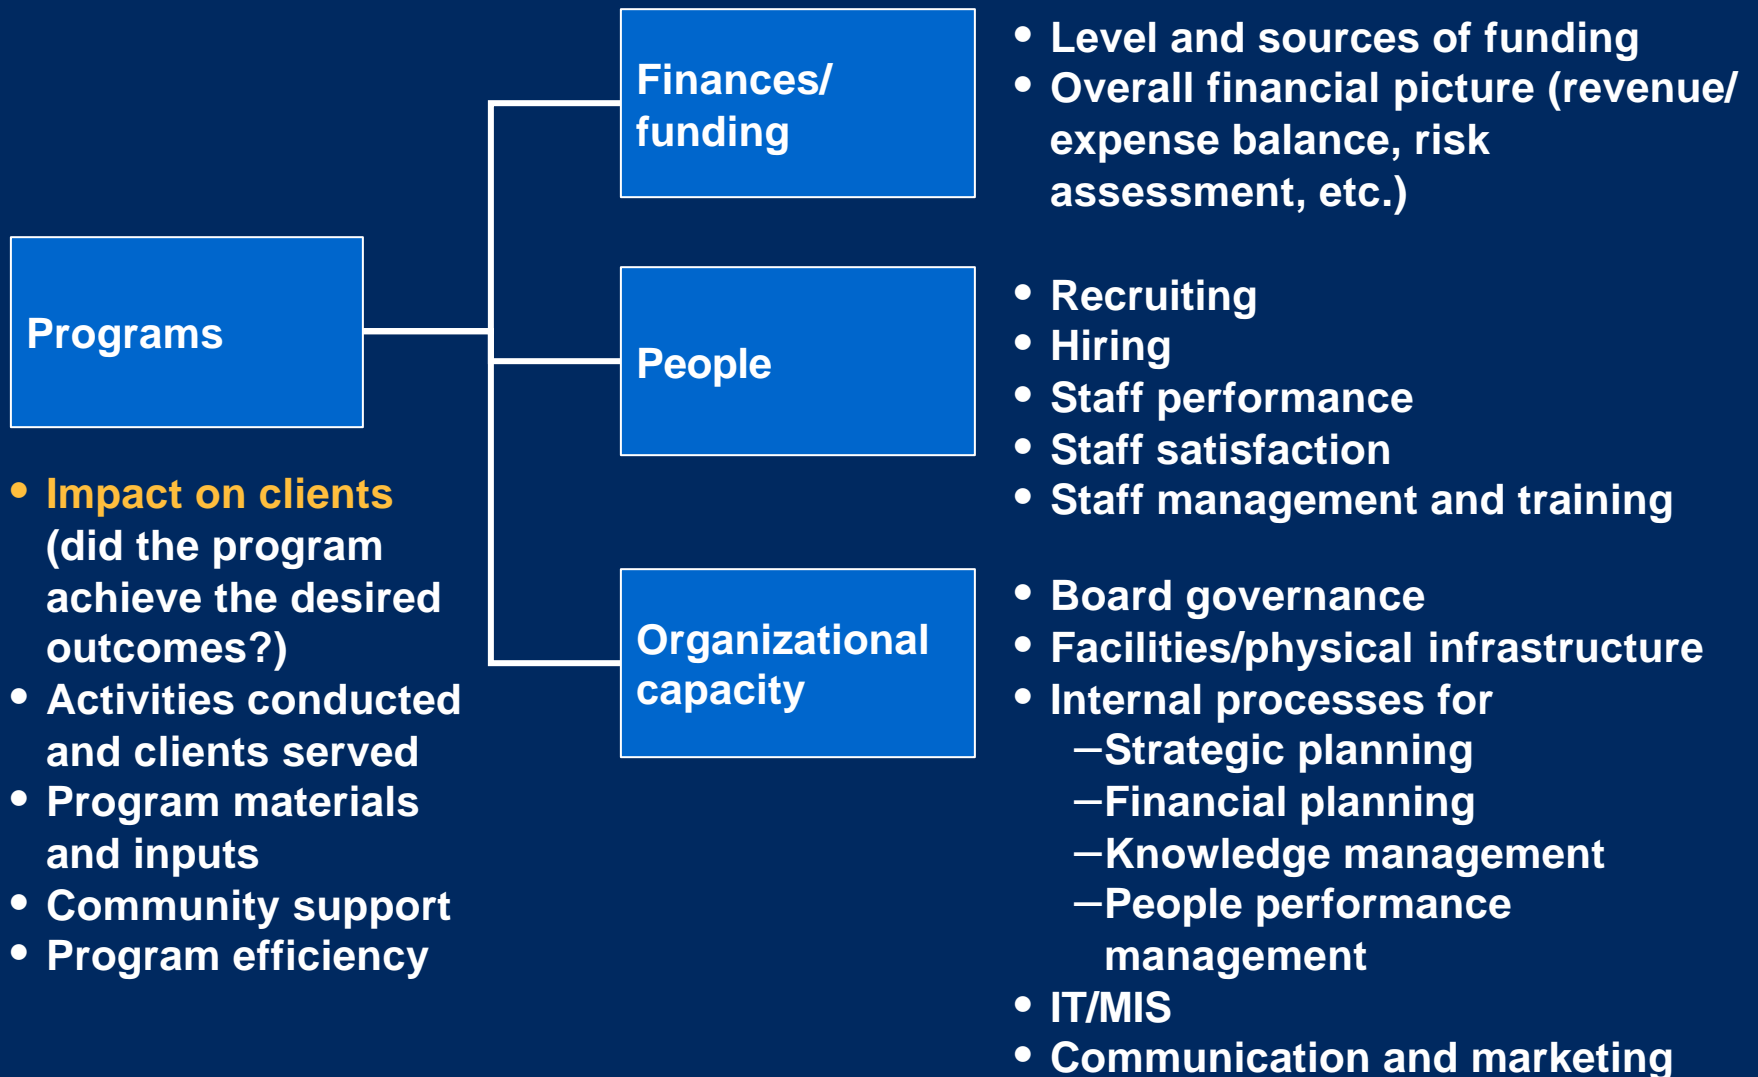 Programs
• Impact on clients
(did the program
achieve the desired
outcomes?)
• Activities conducted
and clients served
• Program materials
and inputs
• Community support
• Program efficiency
Finances/
funding
• Level and sources of funding
• Overall financial picture (revenue/
expense balance, risk
assessment, etc.)
People
• Recruiting
• Hiring
• Staff performance
• Staff satisfaction
• Staff management and training
Organizational
capacity
• Board governance
• Facilities/physical infrastructure
• Internal processes for
–Strategic planning
–Financial planning
–Knowledge management
–People performance
management
• IT/MIS
• Communication and marketing